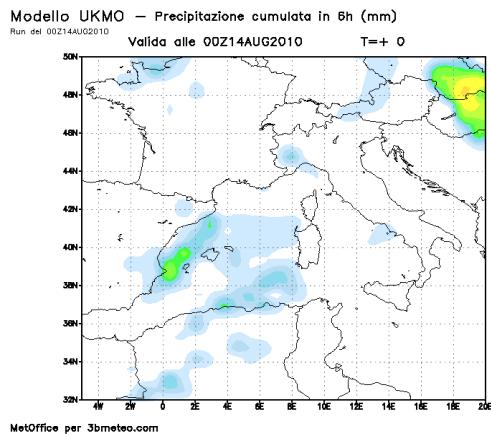 Modello UKMO – Precipitazione cumulata in 6h (mm)
Run del 00Z14AUG2010
Valida alle 00Z14AUG2010 T=+ 0
50N
48N
46N
44N
42N
40N
38N
36N
34N
32N
4W 2W 0 2E 4E 6E 8E 10E 12E 14E 16E 18E 20E
MetOffice per 3bmeteo.com